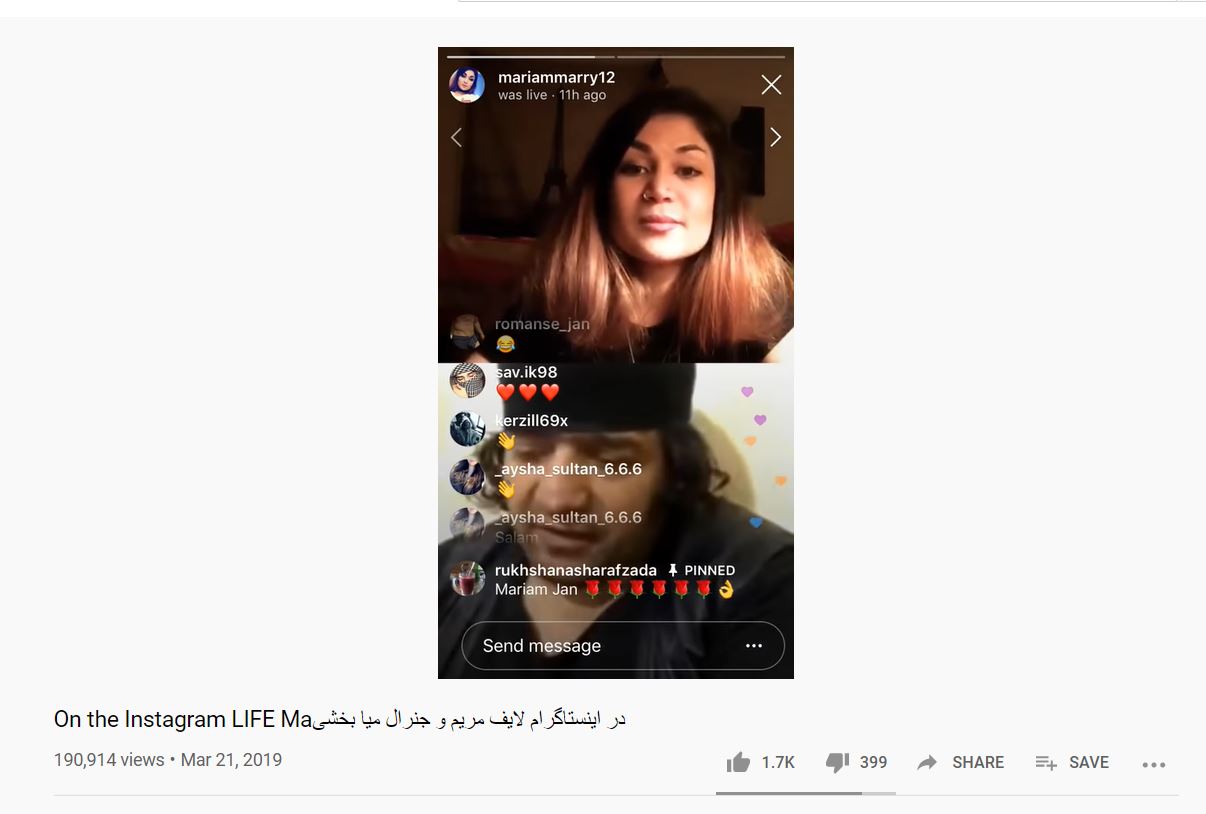 mariammarry12
was live · 11h ago
romanse_jan
😂
sav.ik98
❤️❤️❤️
kerzill69x
👋
_aysha_sultan_6.6.6
👋
_aysha_sultan_6.6.6
Salam
rukhshanasharafzada 📌 PINNED
Mariam Jan 🌹🌹🌹🌹🌹🌹👌
Send message
On the Instagram LIFE Maدر اینستاگرام لایف مریم و جنرال میا بخشی
190,914 views • Mar 21, 2019
1.7K 399 SHARE SAVE